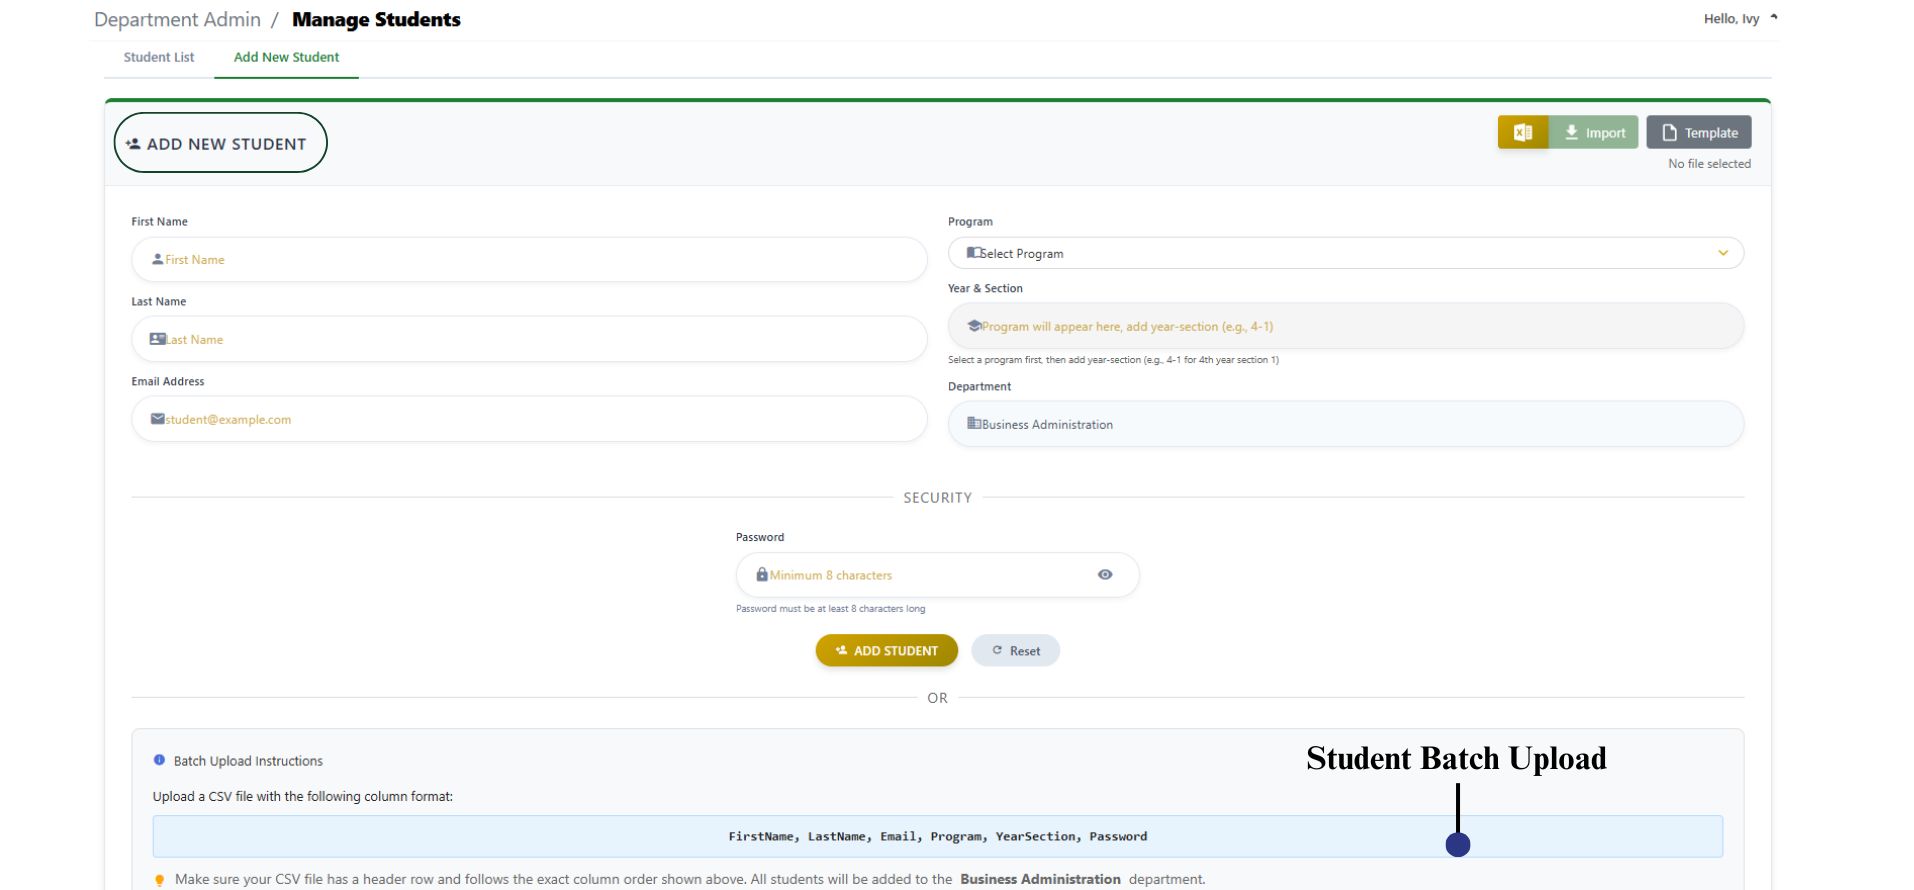 Department Admin / Manage Students
Hello, Ivy
Student List
Add New Student
ADD NEW STUDENT
Import
Template
No file selected
First Name
First Name
Last Name
Last Name
Email Address
student@example.com
Program
Select Program
Year & Section
Program will appear here, add year-section (e.g., 4-1)
Select a program first, then add year-section (e.g., 4-1 for 4th year section 1)
Department
Business Administration
SECURITY
Password
Minimum 8 characters
Password must be at least 8 characters long
ADD STUDENT
Reset
OR
Batch Upload Instructions
Student Batch Upload
Upload a CSV file with the following column format:
FirstName, LastName, Email, Program, YearSection, Password
Make sure your CSV file has a header row and follows the exact column order shown above. All students will be added to the Business Administration department.